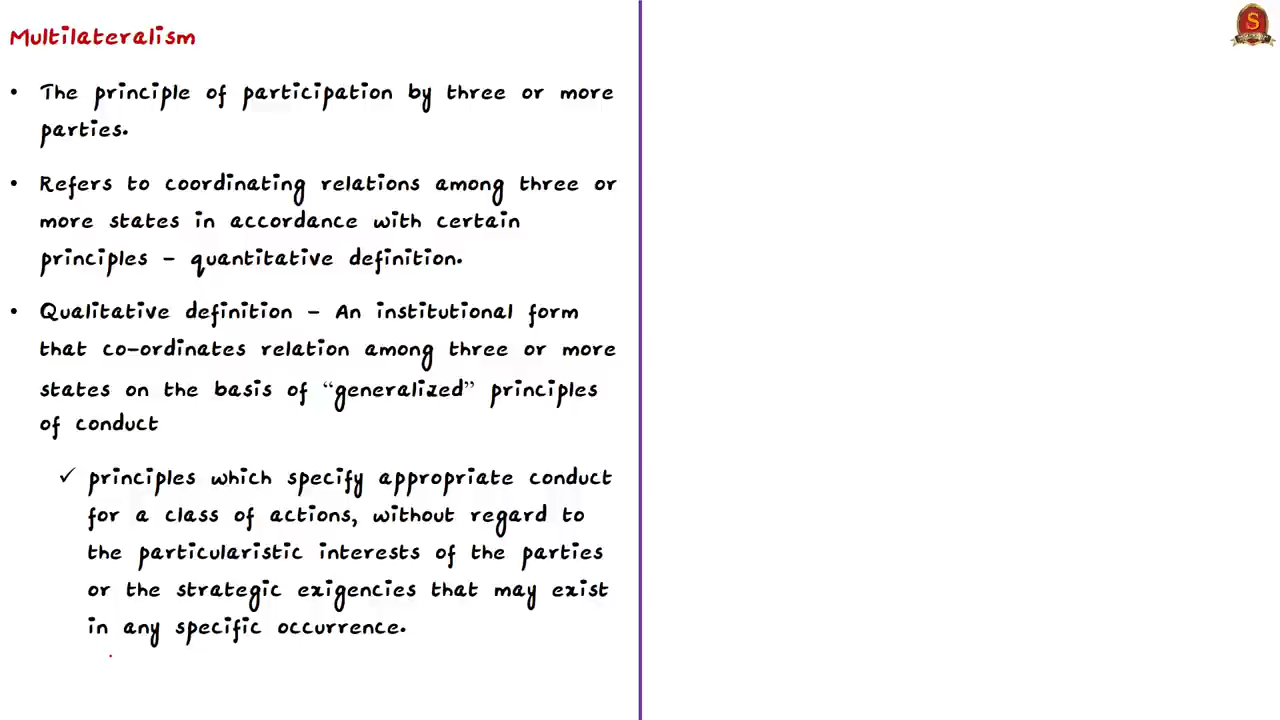 Multilateralism
• The principle of participation by three or more
parties.
• Refers to coordinating relations among three or
more states in accordance with certain
principles – quantitative definition.
• Qualitative definition – An institutional form
that co-ordinates relation among three or more
states on the basis of “generalized” principles
of conduct
✓ principles which specify appropriate conduct
for a class of actions, without regard to
the particularistic interests of the parties
or the strategic exigencies that may exist
in any specific occurrence.
S